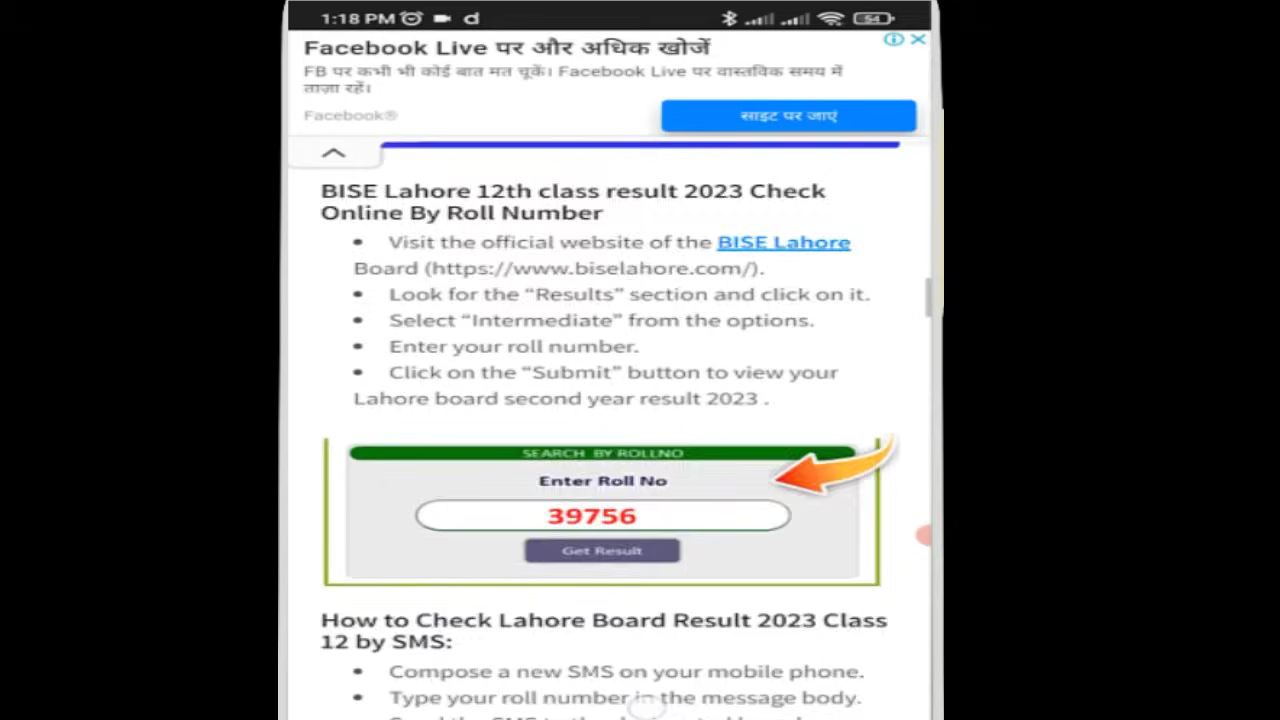 1:18 PM d 54
Facebook Live पर और अधिक खोजें
FB पर कभी भी कोई बात मत चूकें। Facebook Live पर वास्तविक समय में
ताज़ा रहें।
Facebook®
साइट पर जाएं
BISE Lahore 12th class result 2023 Check
Online By Roll Number
• Visit the official website of the BISE Lahore
Board (https://www.biselahore.com/).
• Look for the “Results” section and click on it.
• Select “Intermediate” from the options.
• Enter your roll number.
• Click on the “Submit” button to view your
Lahore board second year result 2023 .
SEARCH BY ROLLNO
Enter Roll No
39756
Get Result
How to Check Lahore Board Result 2023 Class
12 by SMS:
• Compose a new SMS on your mobile phone.
• Type your roll number in the message body.